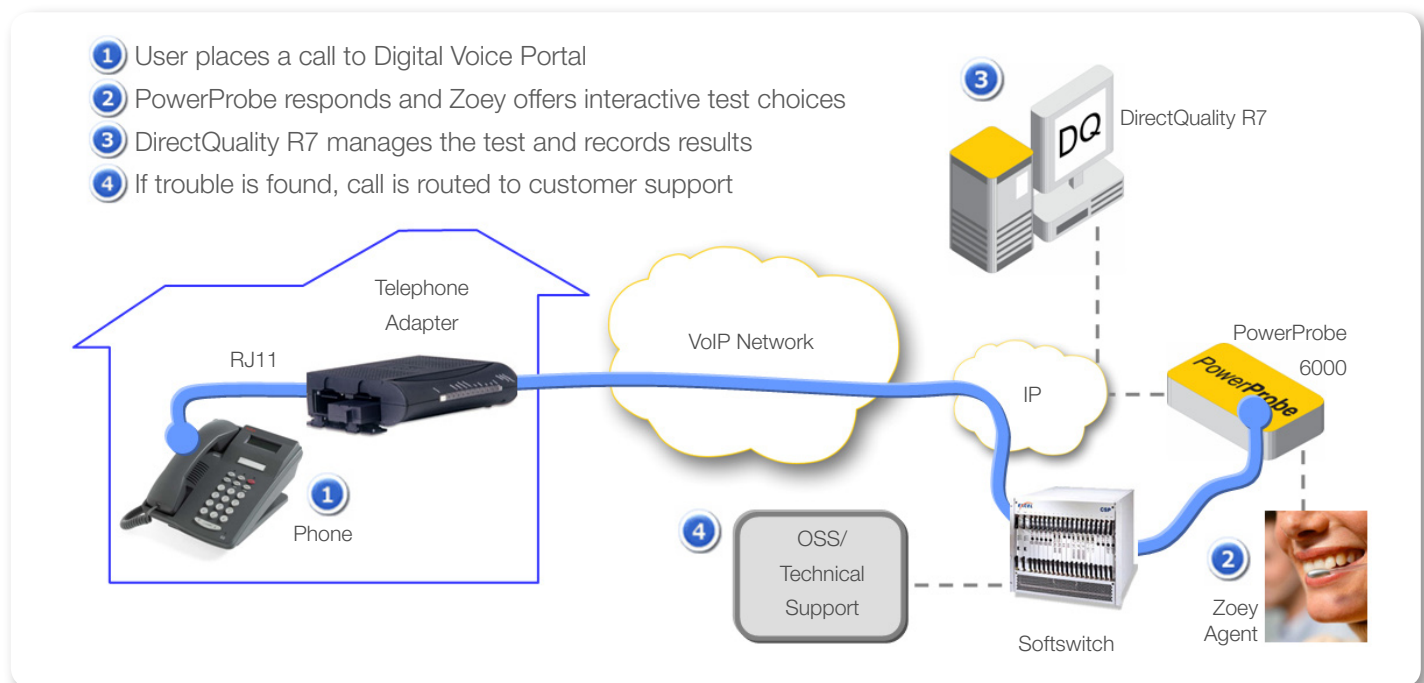 1 User places a call to Digital Voice Portal
2 PowerProbe responds and Zoey offers interactive test choices
3 DirectQuality R7 manages the test and records results
4 If trouble is found, call is routed to customer support
3
DQ
DirectQuality R7
Telephone
Adapter
RJ11
VoIP Network
IP
PowerProbe
6000
PowerProbe
1
Phone
4
OSS/
Technical
Support
CSP
Softswitch
2
Zoey
Agent